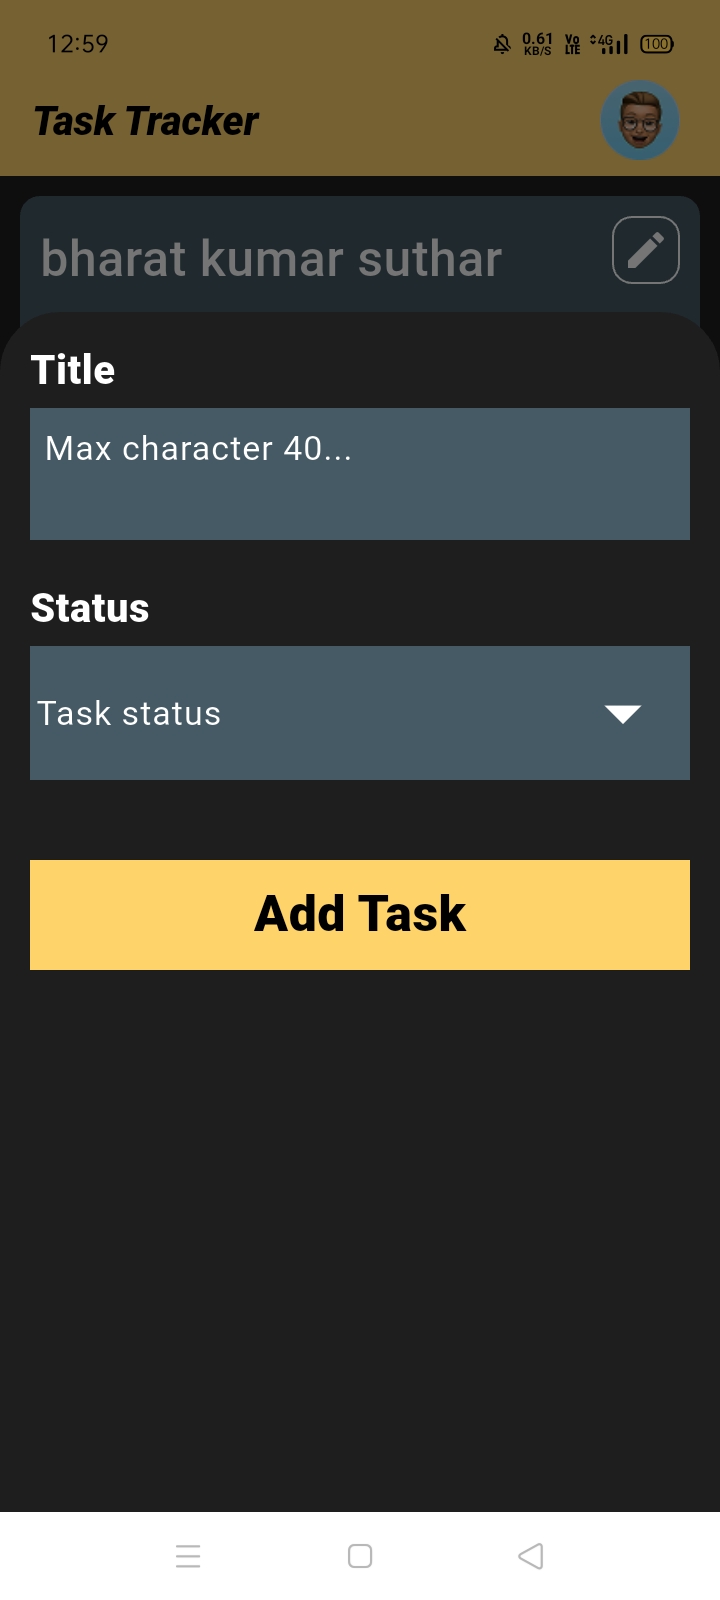 12:59
0.61 KB/S
Vo LTE
4G
100
Task Tracker
bharat kumar suthar
Title
Max character 40...
Status
Task status
Add Task